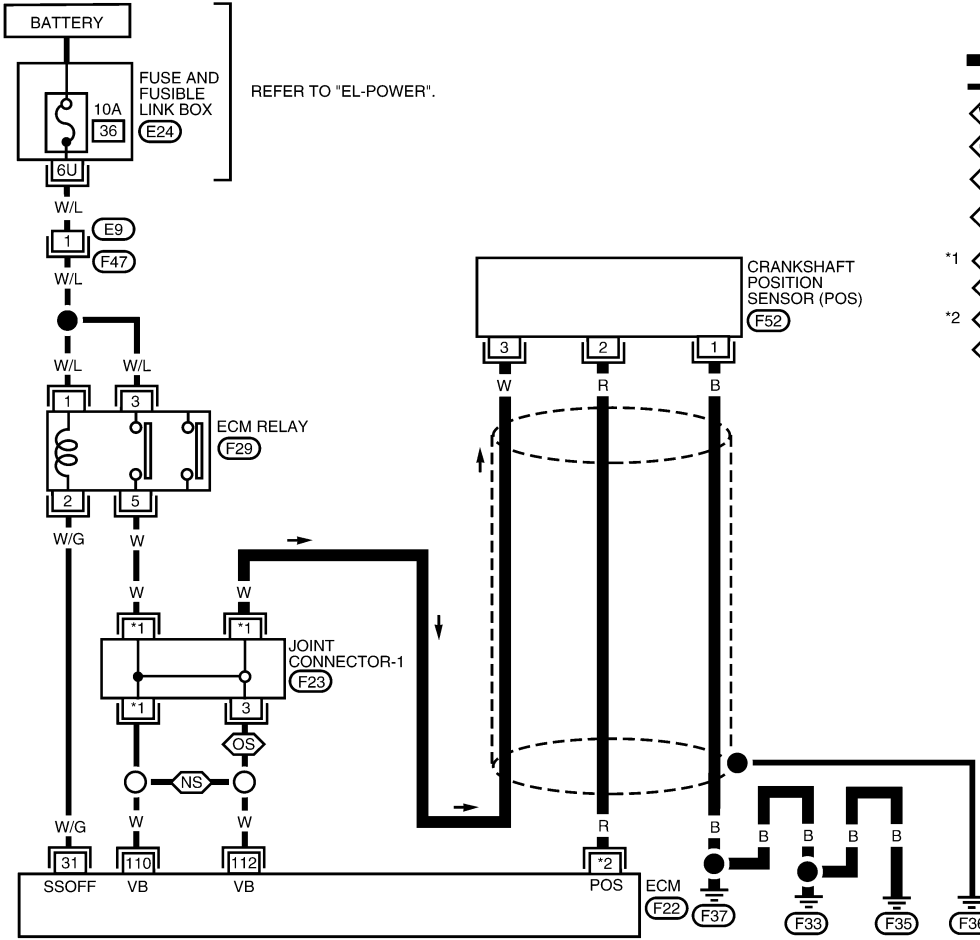 BATTERY
FUSE AND
FUSIBLE
LINK BOX
E24
10A
36
REFER TO "EL-POWER".
6U
W/L
1
E9
F47
W/L
*1
*2
CRANKSHAFT
POSITION
SENSOR (POS)
F52
3
2
1
W/L
W/L
W
R
B
1
3
ECM RELAY
F29
2
5
W/G
W
W
W
*1
*1
JOINT
CONNECTOR-1
F23
*1
3
OS
NS
W/G
W
W
R
B
B
B
B
B
31
110
112
*2
SSOFF
VB
VB
POS
ECM
F22
F37
F33
F35